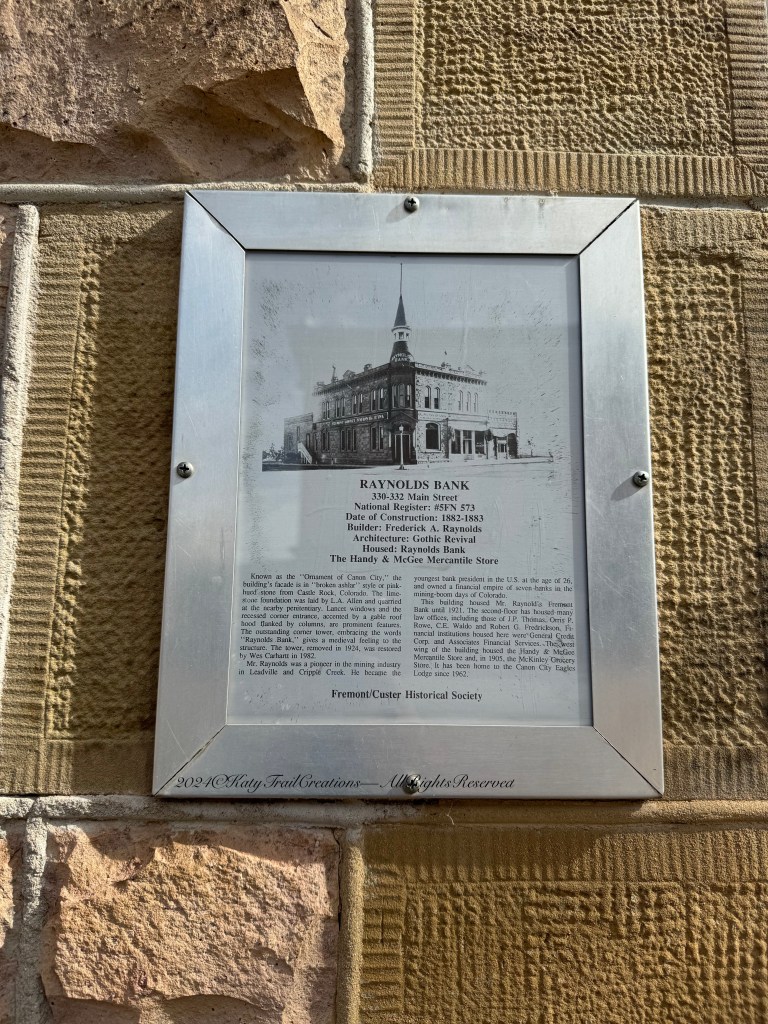 RAYNOLDS BANK
330-332 Main Street
National Register: #5FN 573
Date of Construction: 1882-1883
Builder: Frederick A. Raynolds
Architecture: Gothic Revival
Housed: Raynolds Bank
The Handy & McGee Mercantile Store
Known as the "Ornament of Canon City," the
building's facade is in "broken ashlar" style or pink-
hued stone from Castle Rock, Colorado. The lime-
stone foundation was laid by L.A. Allen and quarried
at the nearby penitentiary. Lancet windows and the
recessed corner entrance, accented by a gable roof
hood flanked by columns, are prominent features.
The outstanding corner tower, embracing the words
"Raynolds Bank," gives a medieval feeling to the
structure. The tower, removed in 1924, was restored
by Wes Carhartt in 1982.
Mr. Raynolds was a pioneer in the mining industry
in Leadville and Cripple Creek. He became the
youngest bank president in the U.S. at the age of 26,
and owned a financial empire of seven banks in the
mining-boom days of Colorado.
This building housed Mr. Raynold's Fremont
Bank until 1921. The second-floor has housed many
law offices, including those of J.P. Thomas, Orris P.
Rowe, C.E. Waldo and Robert G. Fredrickson. Fi-
nancial institutions housed here were General Credit
Corp. and Associates Financial Services. The west
wing of the building housed the Handy & McGee
Mercantile Store and, in 1905, the McKinley Grocery
Store. It has been home to the Canon City Eagles
Lodge since 1962.
Fremont/Custer Historical Society
2024©KatyTrailCreations—AllRightsReserved